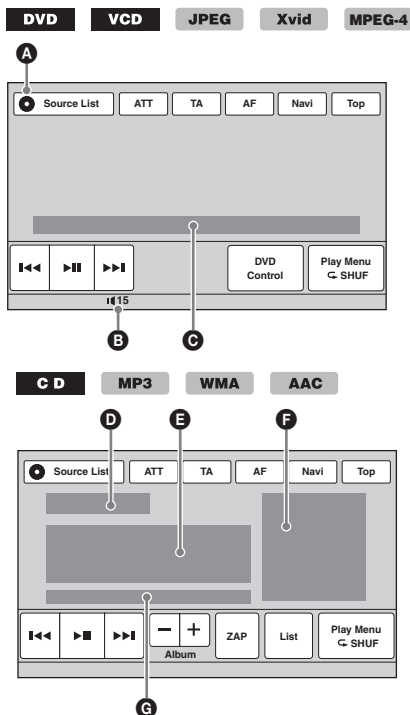 DVD VCD JPEG Xvid MPEG-4
A
Source List ATT TA AF Navi Top
DVD Control
Play Menu
SHUF
15
B C
CD MP3 WMA AAC
D E F
Source List ATT TA AF Navi Top
− +
Album
ZAP List
Play Menu
SHUF
G